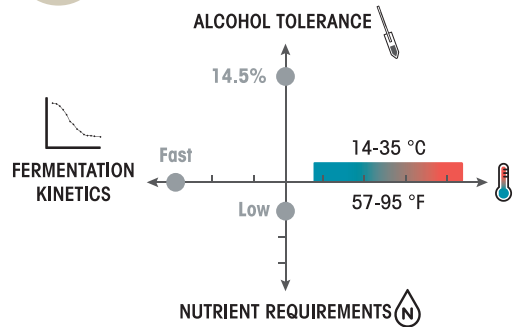 ALCOHOL TOLERANCE
14.5%
FERMENTATION
KINETICS
Fast
14-35 °C
57-95 °F
Low
NUTRIENT REQUIREMENTS
N